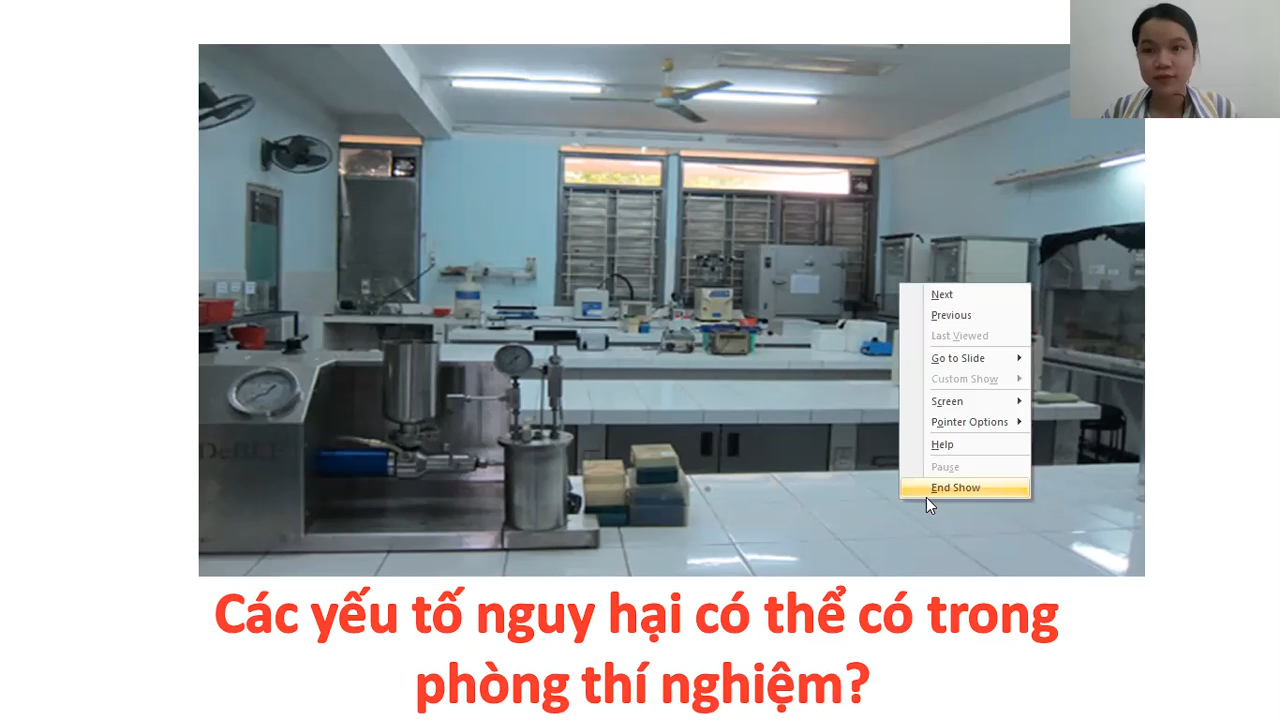 Next
Previous
Last Viewed
Go to Slide
Custom Show
Screen
Pointer Options
Help
Pause
End Show
DeBEE
Các yếu tố nguy hại có thể có trong
phòng thí nghiệm?